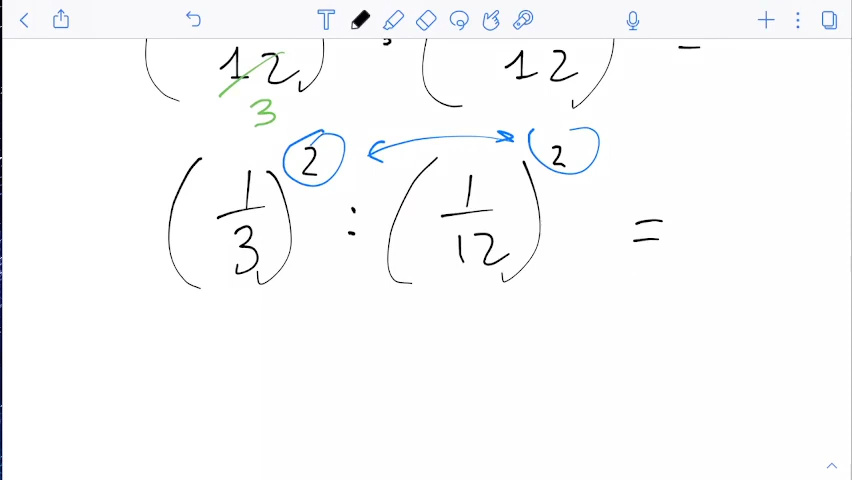 (12) : (12) =
3
(1/3)² : (1/12)² =